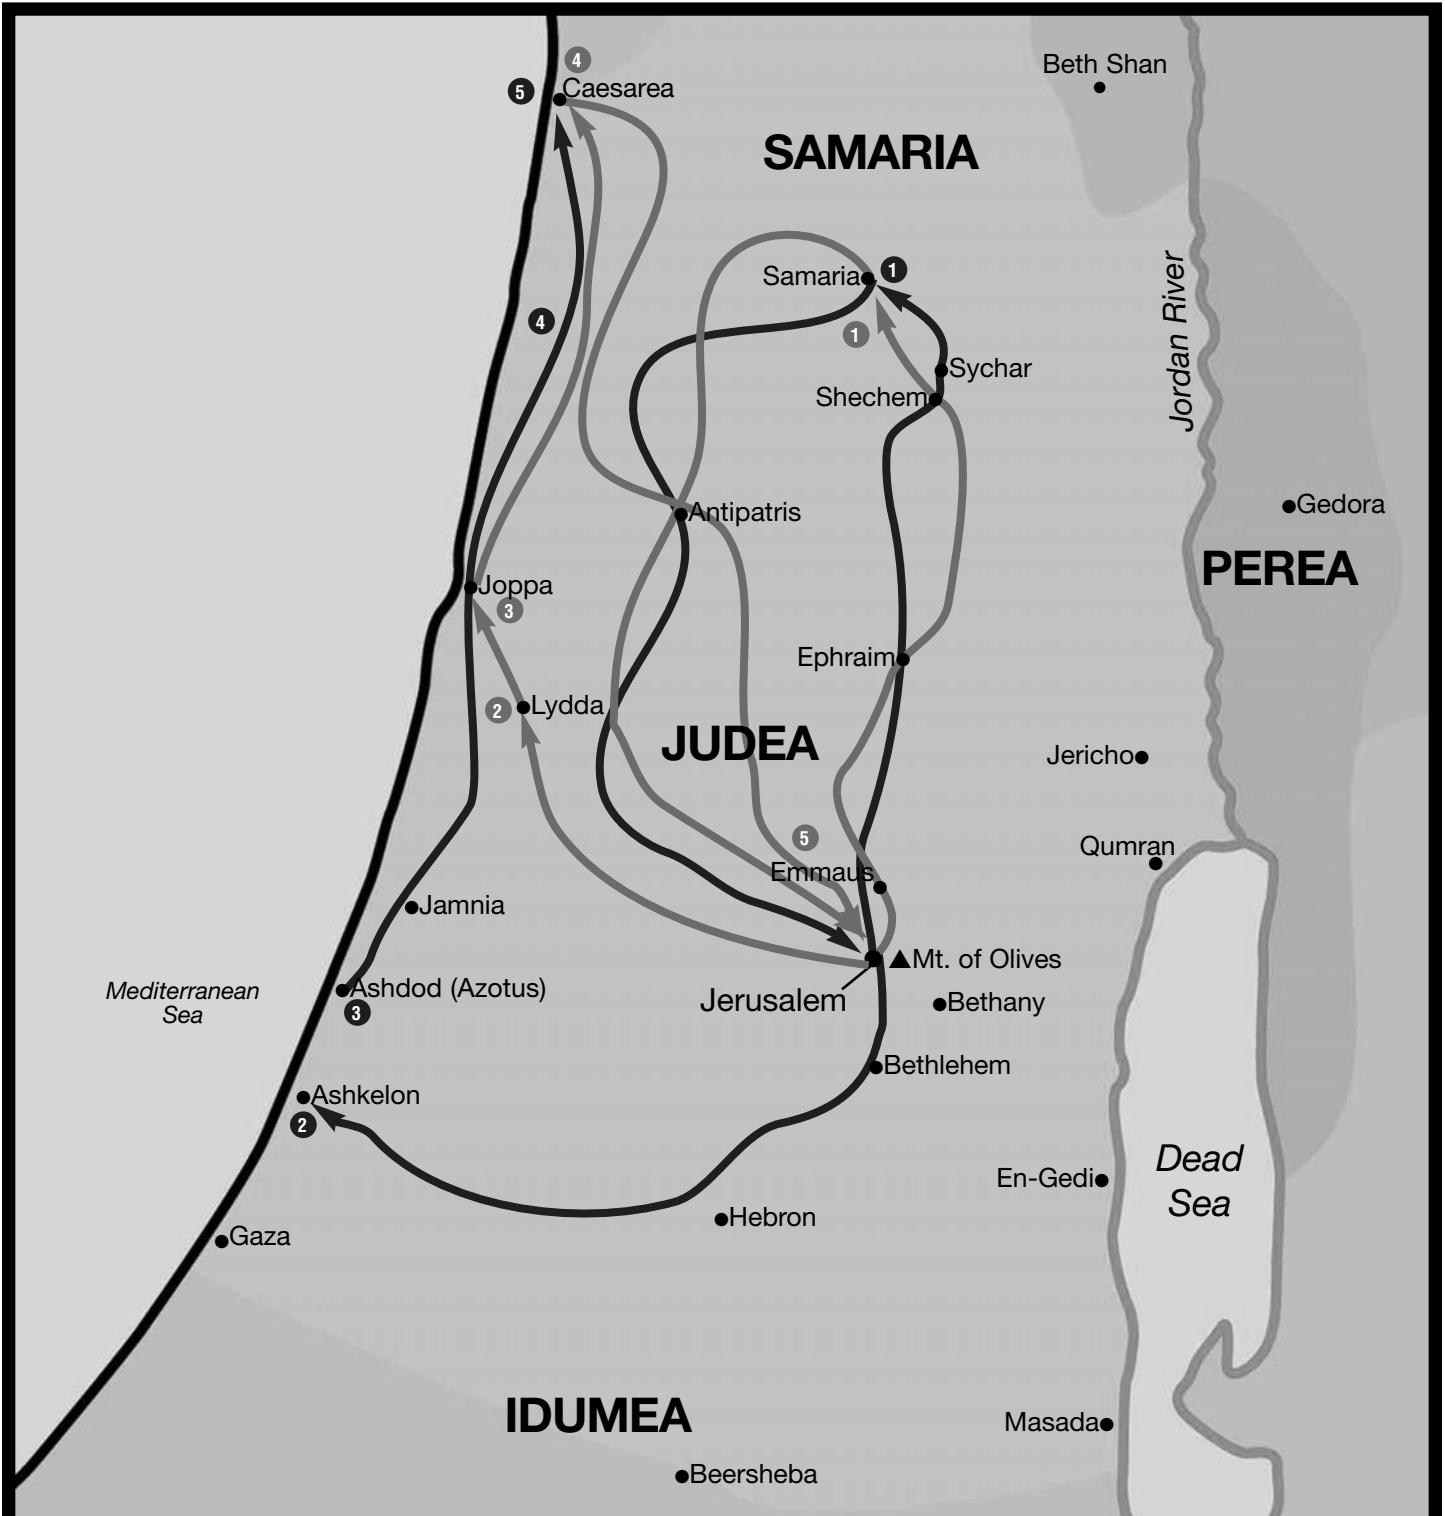 4
Beth Shan
5
Caesarea
SAMARIA
Samaria
1
Jordan River
4
1
Sychar
Shechem
Gedora
Antipatris
PEREA
Joppa
3
Ephraim
Lydda
2
JUDEA
Jericho
5
Qumran
Emmaus
Jamnia
Mt. of Olives
Mediterranean
Sea
Ashdod (Azotus)
3
Jerusalem
Bethany
Bethlehem
Ashkelon
2
Dead
Sea
En-Gedi
Hebron
Gaza
IDUMEA
Masada
Beersheba